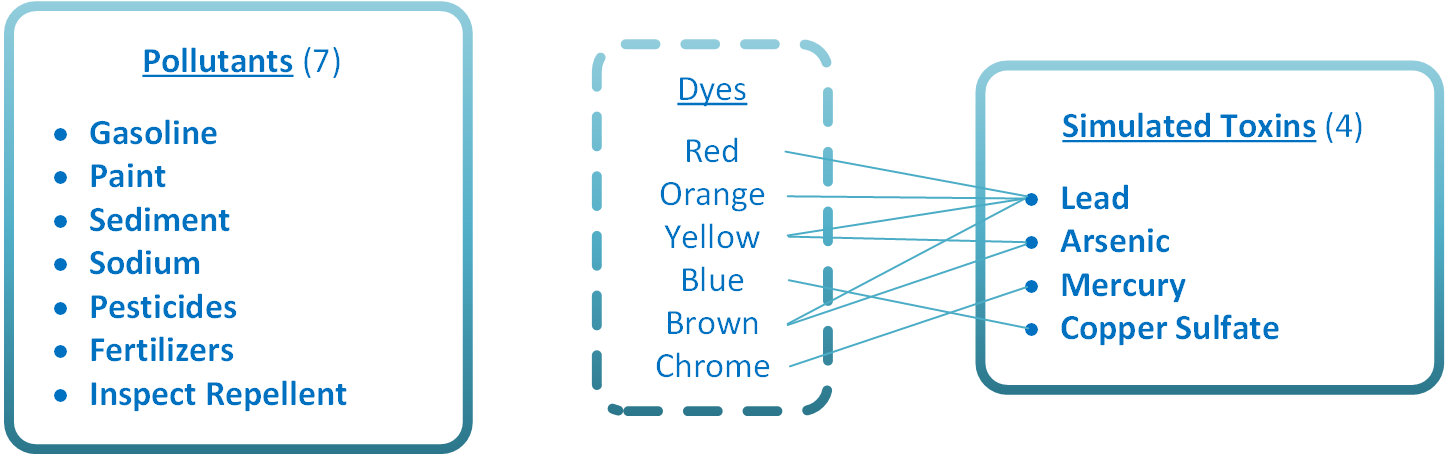 Pollutants (7)
• Gasoline
• Paint
• Sediment
• Sodium
• Pesticides
• Fertilizers
• Inspect Repellent
Dyes
Red
Orange
Yellow
Blue
Brown
Chrome
Simulated Toxins (4)
• Lead
• Arsenic
• Mercury
• Copper Sulfate